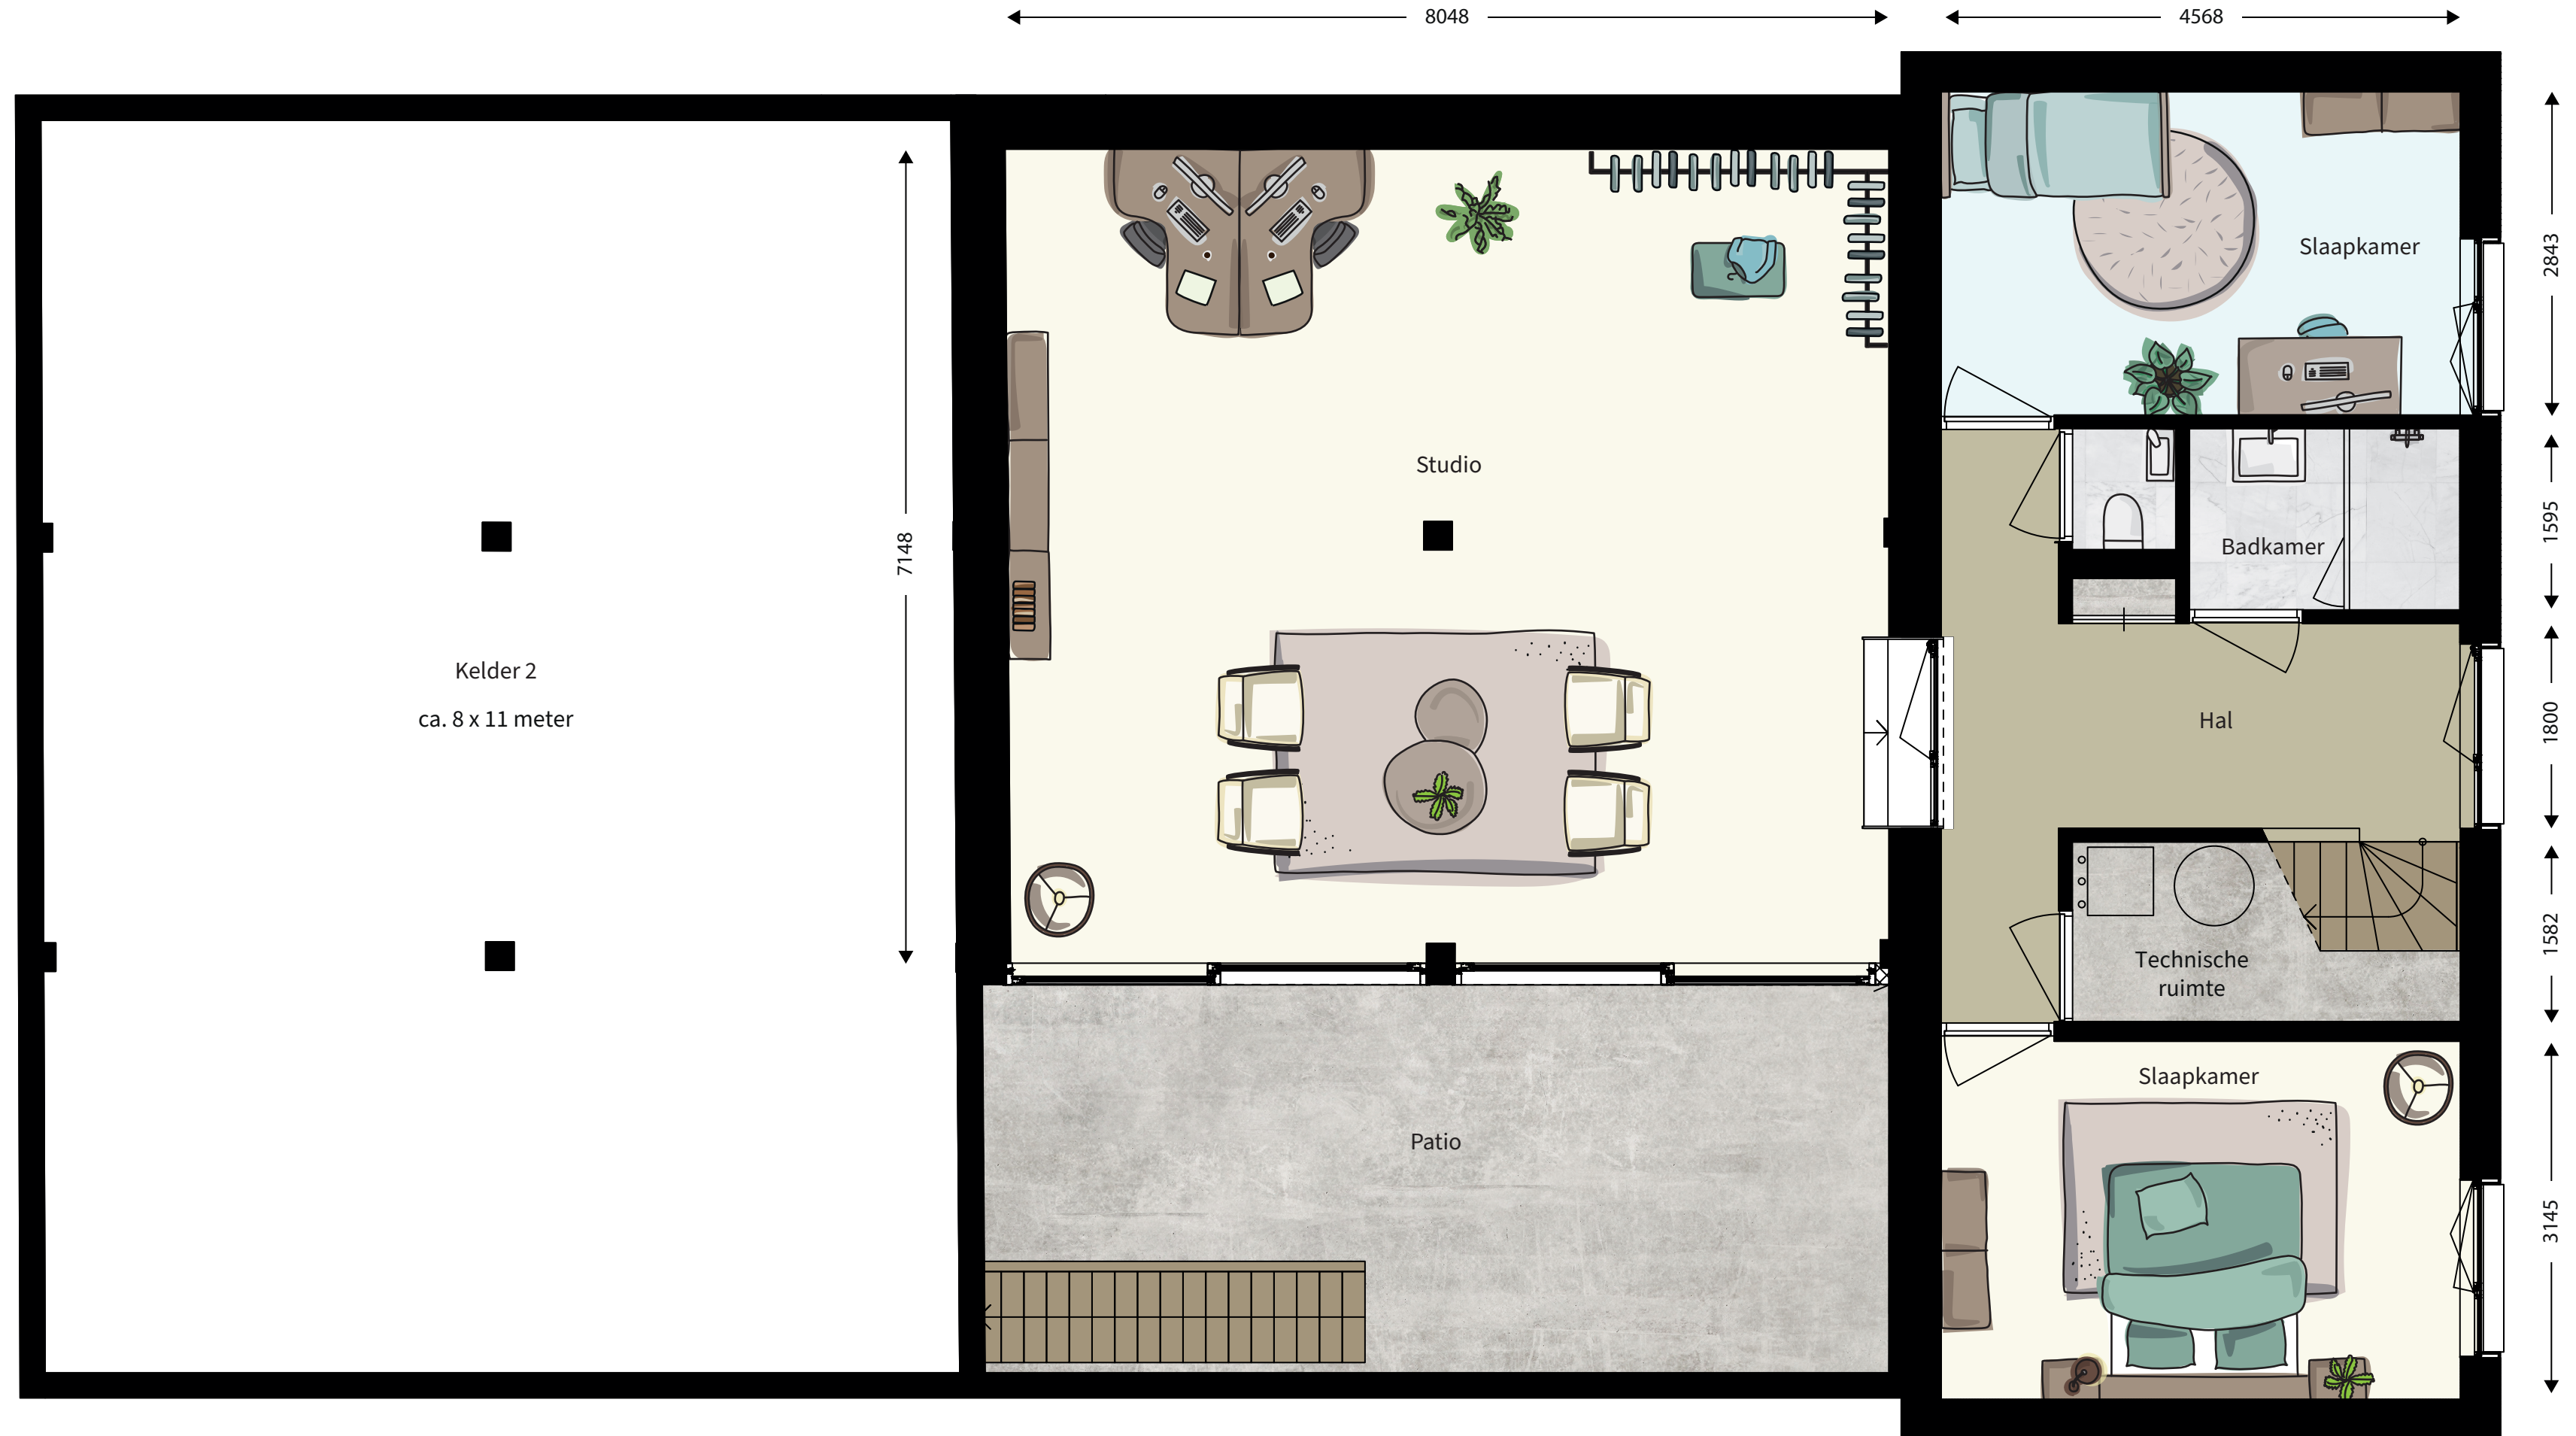 8048
4568
Slaapkamer
2843
Studio
1595
7148
Badkamer
Kelder 2
ca. 8 x 11 meter
Hal
1800
Technische
ruimte
1582
Slaapkamer
Patio
3145